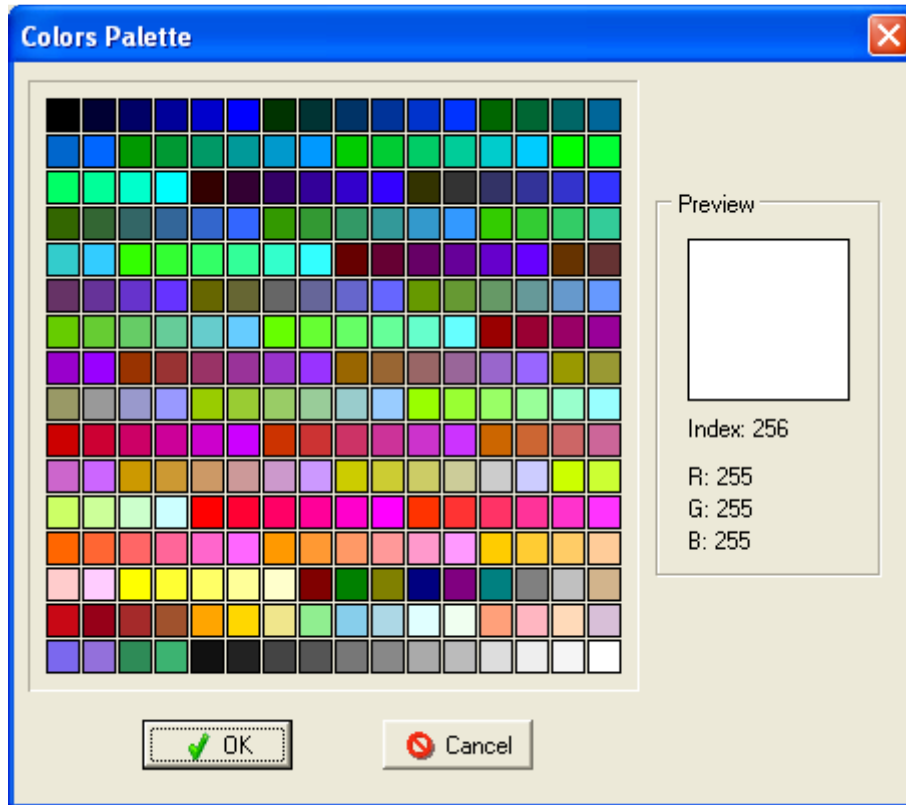 Colors Palette
Preview
Index: 256
R: 255
G: 255
B: 255
OK
Cancel